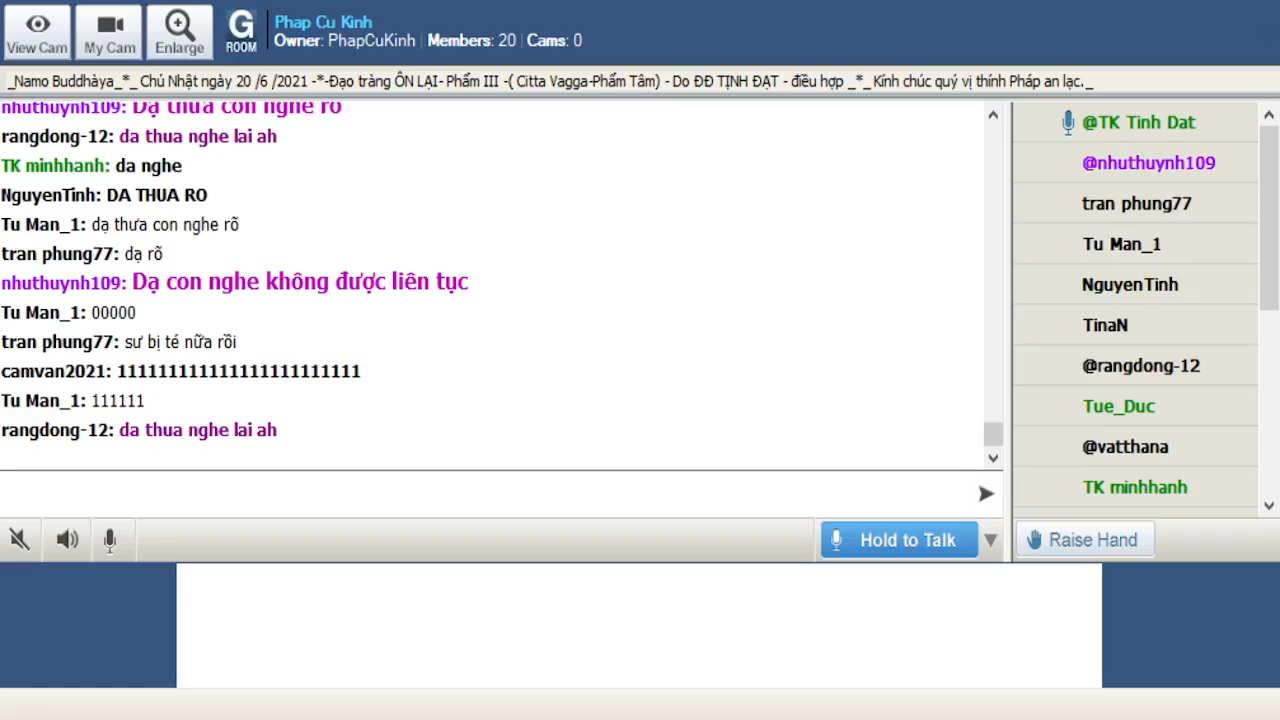 View Cam
My Cam
Enlarge
G
ROOM
Phap Cu Kinh
Owner: PhapCuKinh | Members: 20 | Cams: 0
_Namo Buddhàya_*_ Chủ Nhật ngày 20 /6 /2021 -*-Đạo tràng ÔN LẠI- Phẩm III -( Citta Vagga-Phẩm Tâm) - Do ĐĐ TỊNH ĐẠT - điều hợp _*_ Kính chúc quý vị thính Pháp an lạc._
nhuthuynh109: Dạ thưa con nghe rõ
rangdong-12: da thua nghe lai ah
TK minhhanh: da nghe
NguyenTinh: DA THUA RO
Tu Man_1: dạ thưa con nghe rõ
tran phung77: dạ rõ
nhuthuynh109: Dạ con nghe không được liên tục
Tu Man_1: 00000
tran phung77: sư bị té nữa rồi
camvan2021: 111111111111111111111111
Tu Man_1: 111111
rangdong-12: da thua nghe lai ah
@TK Tinh Dat
@nhuthuynh109
tran phung77
Tu Man_1
NguyenTinh
TinaN
@rangdong-12
Tue_Duc
@vatthana
TK minhhanh
Hold to Talk
Raise Hand